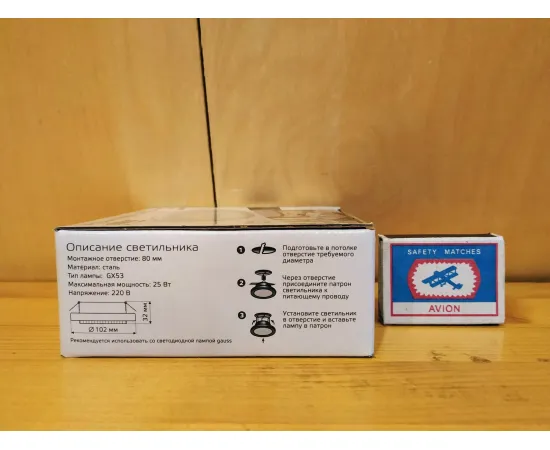 Описание светильника
Монтажное отверстие: 80 мм
Материал: сталь
Тип лампы: GX53
Максимальная мощность: 25 Вт
Напряжение: 220 В
32 мм
Ø 102 мм
Рекомендуется использовать со светодиодной лампой gauss
1 Подготовьте в потолке
отверстие требуемого
диаметра
2 Через отверстие
присоедините патрон
светильника к
питающему проводу
3 Установите светильник
в отверстие и вставьте
лампу в патрон
SAFETY MATCHES
AVION